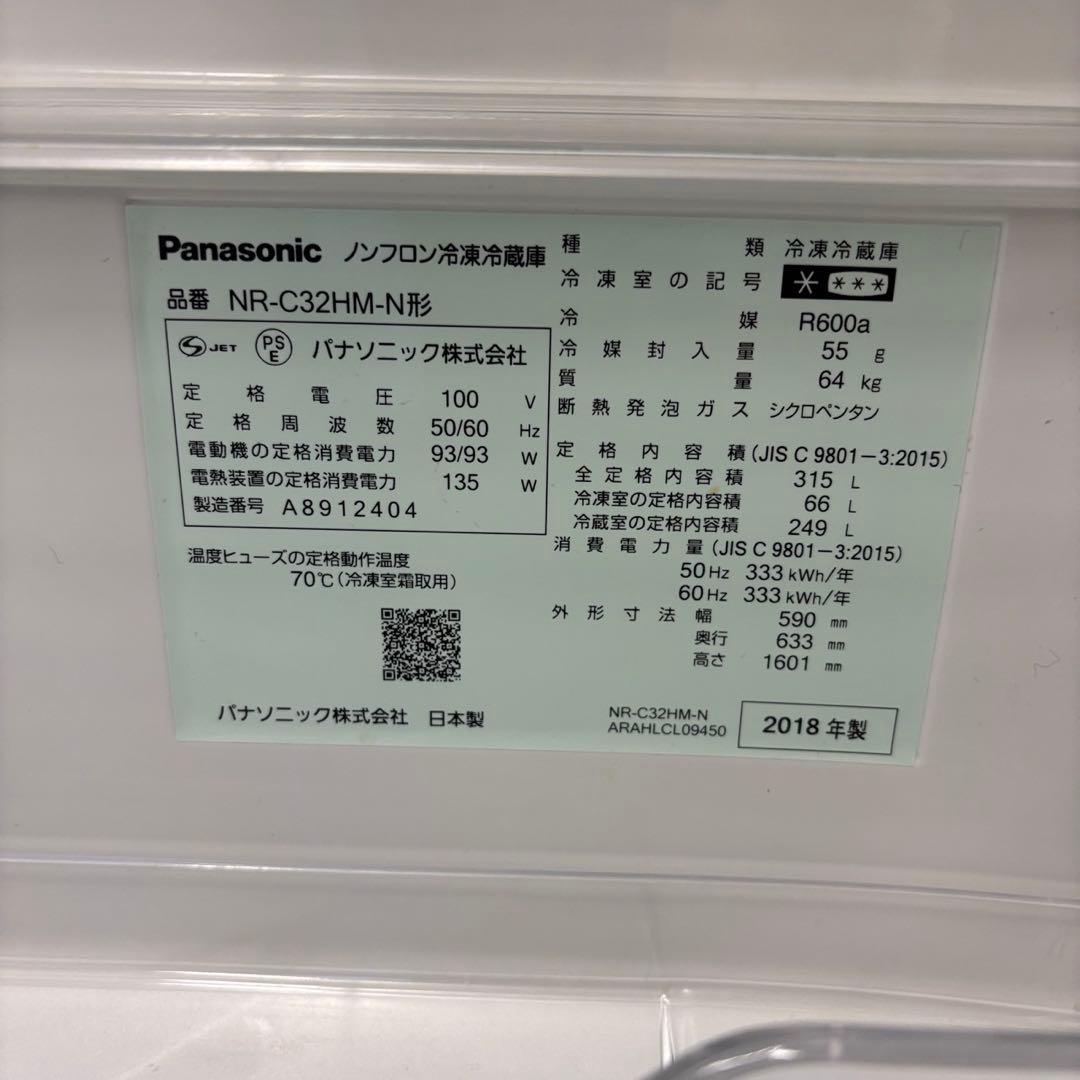 Panasonic ノンフロン冷凍冷蔵庫
品番 NR-C32HM-N形
JET PSE パナソニック株式会社
定格電圧 100 V
定格周波数 50/60 Hz
電動機の定格消費電力 93/93 W
電熱装置の定格消費電力 135 W
製造番号 A8912404
温度ヒューズの定格動作温度
70℃(冷凍室霜取用)
パナソニック株式会社 日本製
種類 冷凍冷蔵庫
冷凍室の記号 * ***
冷媒 R600a
冷媒封入量 55 g
質量 64 kg
断熱発泡ガス シクロペンタン
定格内容積 (JIS C 9801-3:2015)
全定格内容積 315 L
冷凍室の定格内容積 66 L
冷蔵室の定格内容積 249 L
消費電力量 (JIS C 9801-3:2015)
50Hz 333 kWh/年
60Hz 333 kWh/年
外形寸法 幅 590 mm
奥行 633 mm
高さ 1601 mm
NR-C32HM-N
ARAHLCL09450
2018年製